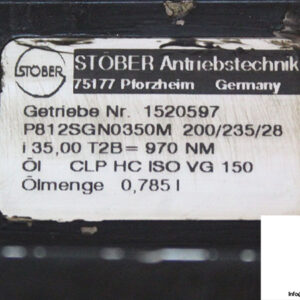 STÖBER
STÖBER Antriebstechnik
75177 Pforzheim Germany
Getriebe Nr. 1520597
P812SGN0350M 200/235/28
i 35,00 T2B= 970 NM
Öl CLP HC ISO VG 150
Ölmenge 0,785 l